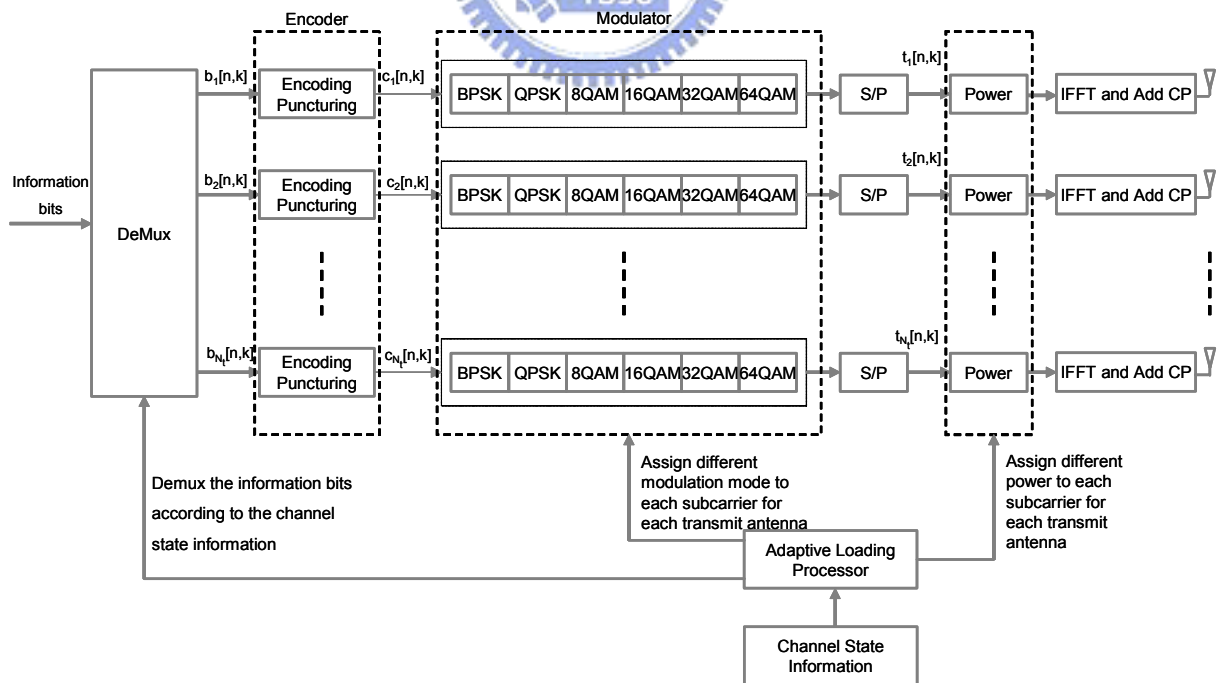 Encoder
Modulator
1896
b1[n,k]
Encoding
Puncturing
c1[n,k]
BPSK QPSK 8QAM 16QAM 32QAM 64QAM
S/P
t1[n,k]
Power
IFFT and Add CP
Information
bits
DeMux
b2[n,k]
Encoding
Puncturing
c2[n,k]
BPSK QPSK 8QAM 16QAM 32QAM 64QAM
S/P
t2[n,k]
Power
IFFT and Add CP
bNt[n,k]
Encoding
Puncturing
cNt[n,k]
BPSK QPSK 8QAM 16QAM 32QAM 64QAM
S/P
tNt[n,k]
Power
IFFT and Add CP
Demux the information bits
according to the channel
state information
Assign different
modulation mode to
each subcarrier for
each transmit antenna
Assign different
power to each
subcarrier for
each transmit
antenna
Adaptive Loading
Processor
Channel State
Information